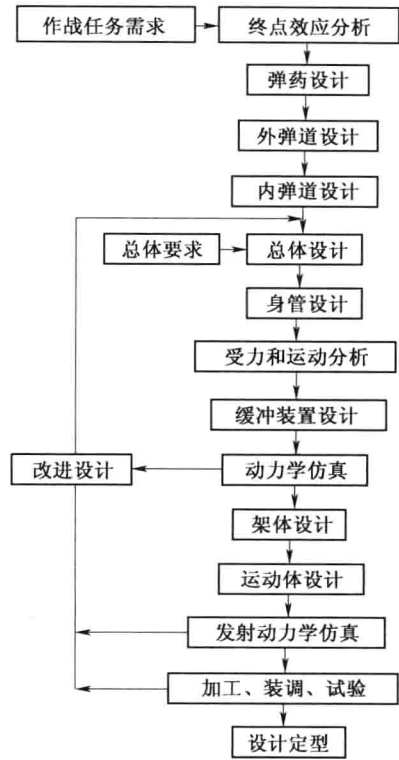 作战任务需求
终点效应分析
弹药设计
外弹道设计
内弹道设计
总体要求
总体设计
身管设计
受力和运动分析
缓冲装置设计
改进设计
动力学仿真
架体设计
运动体设计
发射动力学仿真
加工、装调、试验
设计定型